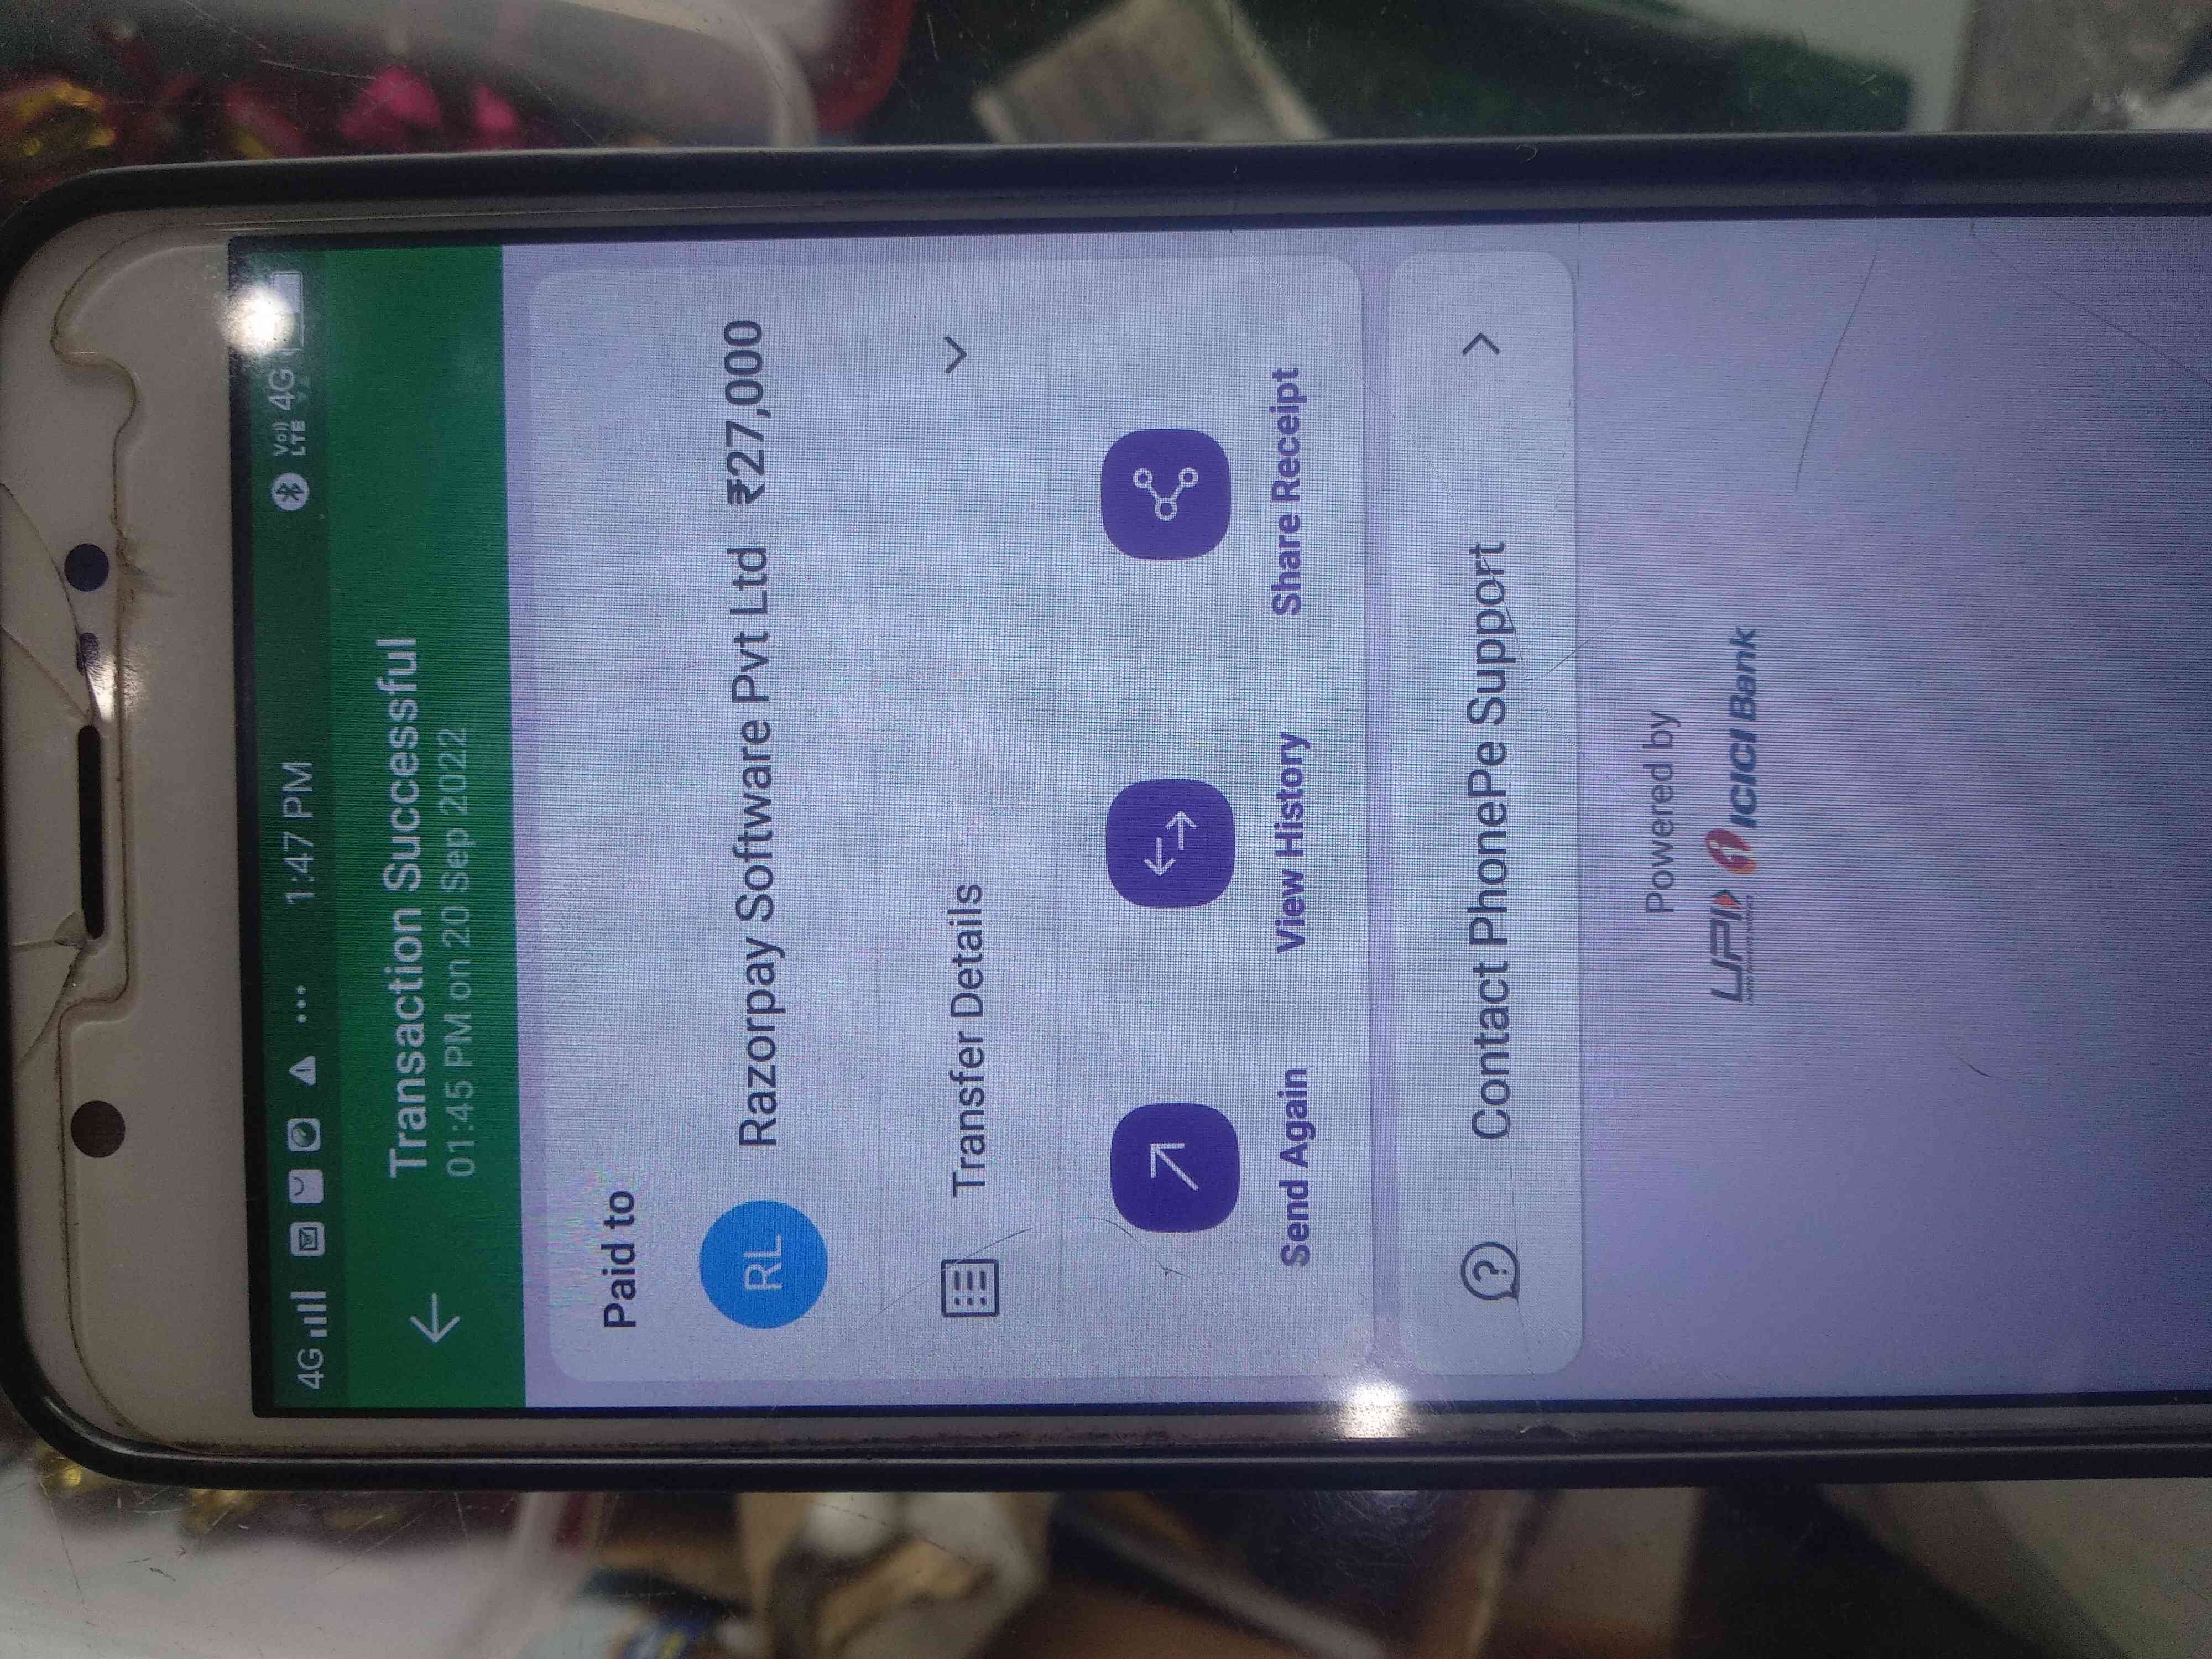 4G ... 1:47 PM Vo)) LTE 4G
Transaction Successful
01:45 PM on 20 Sep 2022
Paid to
RL Razorpay Software Pvt Ltd ₹27,000
Transfer Details
Send Again View History Share Receipt
Contact PhonePe Support
Powered by
UPI ICICI Bank